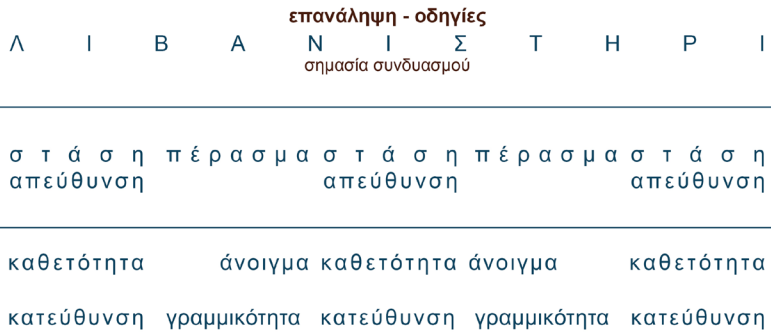 επανάληψη - οδηγίες
Λ Ι Β Α Ν Ι Σ Τ Η Ρ Ι
σημασία συνδυασμού
σ τ ά σ η π έ ρ α σ μ α σ τ ά σ η π έ ρ α σ μ α σ τ ά σ η
απεύθυνση απεύθυνση απεύθυνση
καθετότητα άνοιγμα καθετότητα άνοιγμα καθετότητα
κατεύθυνση γραμμικότητα κατεύθυνση γραμμικότητα κατεύθυνση